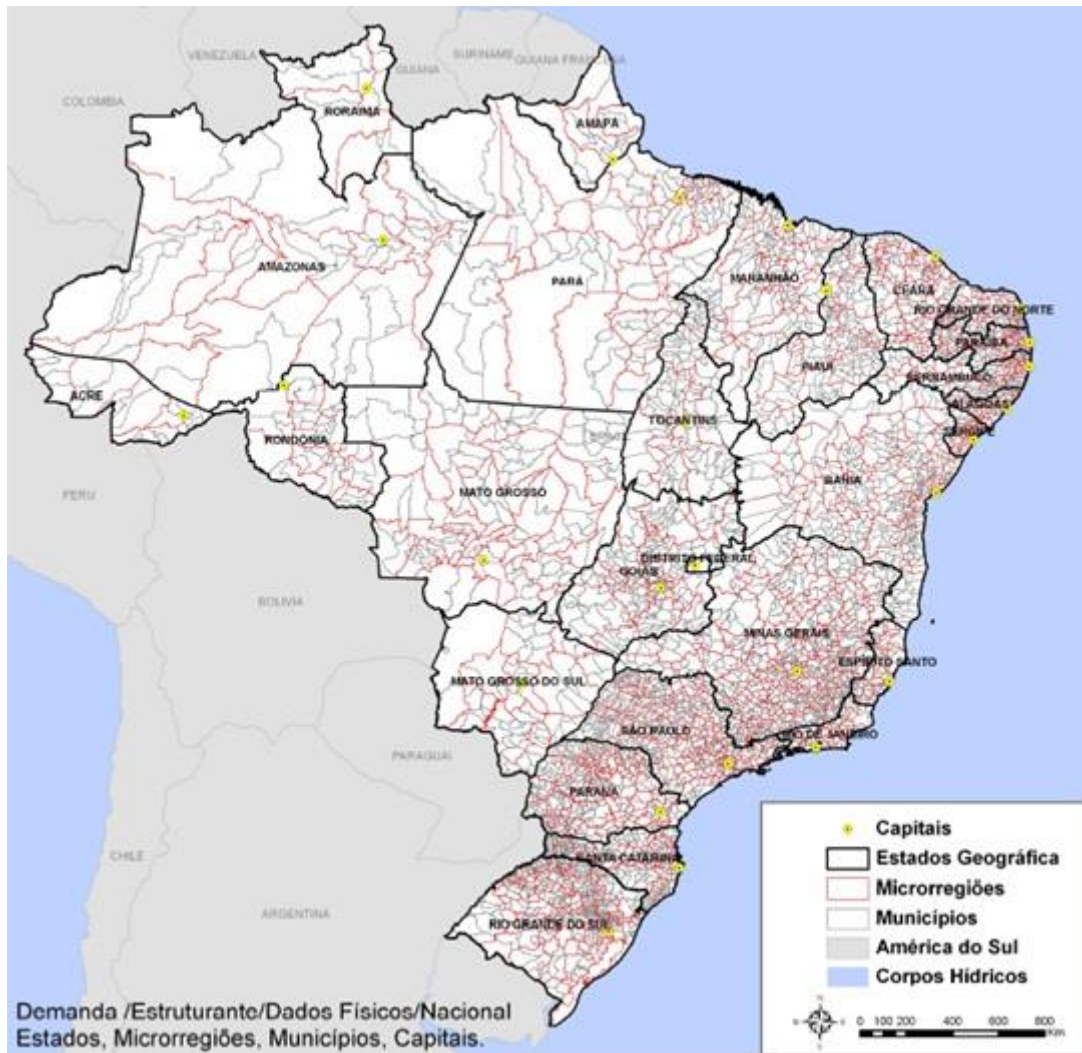 VENEZUELA
SURINAME
GUIANA
GUIANA FRANCESA
COLOMBIA
RORAIMA
AMAPÁ
AMAZONAS
PARÁ
MARANHÃO
CEARÁ
RIO GRANDE DO NORTE
PARAÍBA
PIAUÍ
PERNAMBUCO
ALAGOAS
SERGIPE
ACRE
TOCANTINS
RONDÔNIA
BAHIA
PERU
MATO GROSSO
DISTRITO FEDERAL
GOIÁS
BOLIVIA
MINAS GERAIS
ESPÍRITO SANTO
MATO GROSSO DO SUL
SÃO PAULO
RIO DE JANEIRO
PARAGUAI
PARANÁ
SANTA CATARINA
CHILE
ARGENTINA
RIO GRANDE DO SUL
Capitais
Estados Geográfica
Microrregiões
Municípios
América do Sul
Corpos Hídricos
Demanda /Estruturante/Dados Físicos/Nacional
Estados, Microrregiões, Municípios, Capitais.
0 100 200 400 600 800
Km